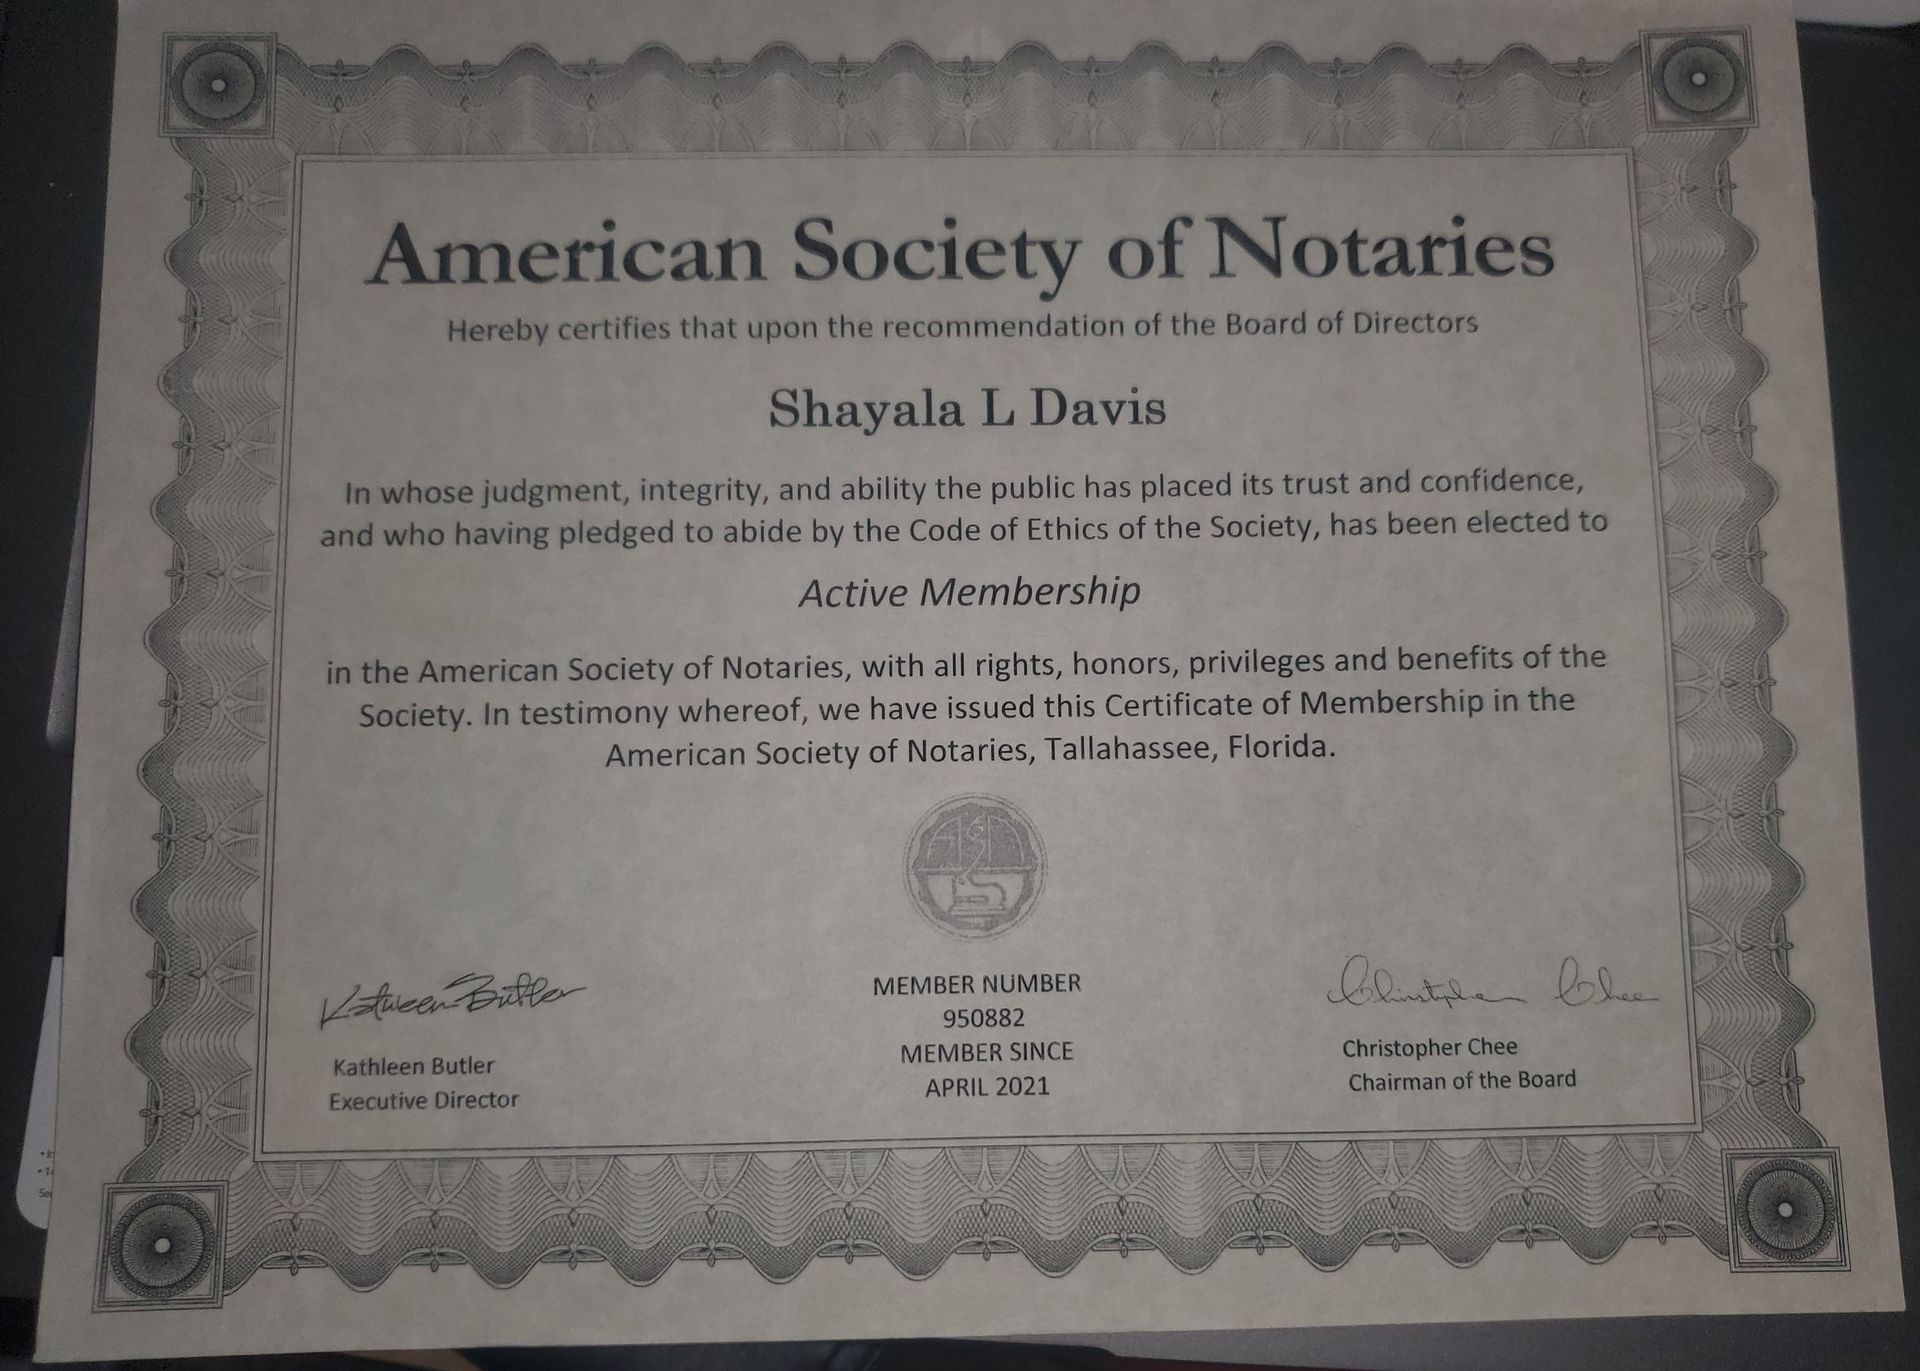 American Society of Notaries
Hereby certifies that upon the recommendation of the Board of Directors
Shayala L Davis
In whose judgment, integrity, and ability the public has placed its trust and confidence,
and who having pledged to abide by the Code of Ethics of the Society, has been elected to
Active Membership
in the American Society of Notaries, with all rights, honors, privileges and benefits of the
Society. In testimony whereof, we have issued this Certificate of Membership in the
American Society of Notaries, Tallahassee, Florida.
Kathleen Butler
Christopher Chee
MEMBER NUMBER
950882
MEMBER SINCE
APRIL 2021
Kathleen Butler
Executive Director
Christopher Chee
Chairman of the Board